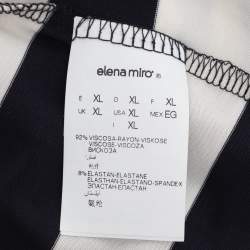 elena mirò ®
E XL D XL F XL
UK XL USA XL MEX EG
I XL
92% VISCOSA-RAYON-VISKOSE
VISCOSE-VISCOZA
ВИСКОЗА
8% ELASTAN-ELASTANE
ELASTHAN-ELASTANO-SPANDEX
ЭЛАСТАН-ЕЛАСТАН